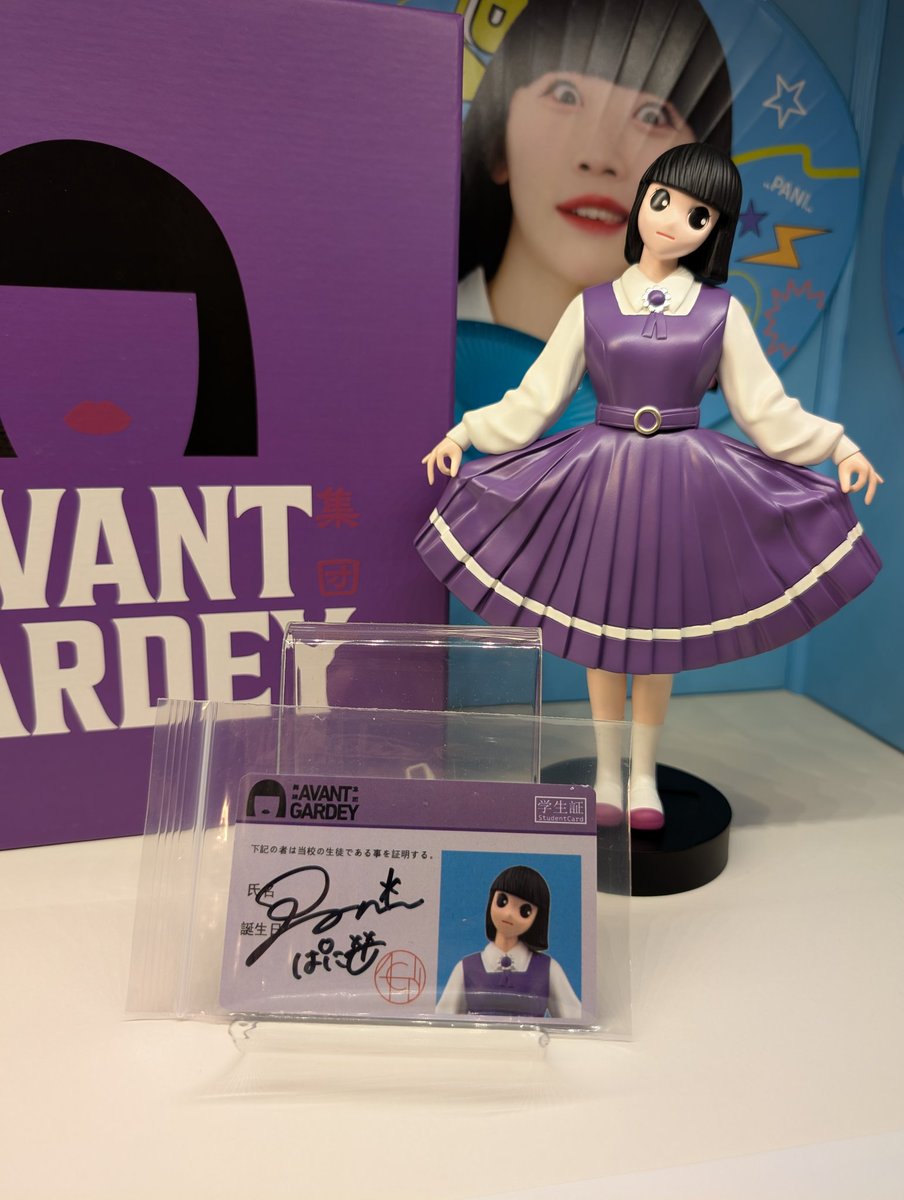 AVANT
集
団
GARDEY
PANI
AVANT
GARDEY
学生証
StudentCard
下記の者は当校の生徒である事を証明する。
氏名
誕生日
ぱに